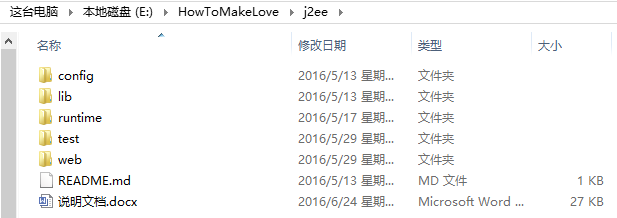 这台电脑 › 本地磁盘 (E:) › HowToMakeLove › j2ee ›
名称 修改日期 类型 大小
config 2016/5/13 星期... 文件夹
lib 2016/5/13 星期... 文件夹
runtime 2016/5/17 星期... 文件夹
test 2016/5/29 星期... 文件夹
web 2016/5/29 星期... 文件夹
README.md 2016/5/13 星期... MD 文件 1 KB
说明文档.docx 2016/6/24 星期... Microsoft Word ... 27 KB